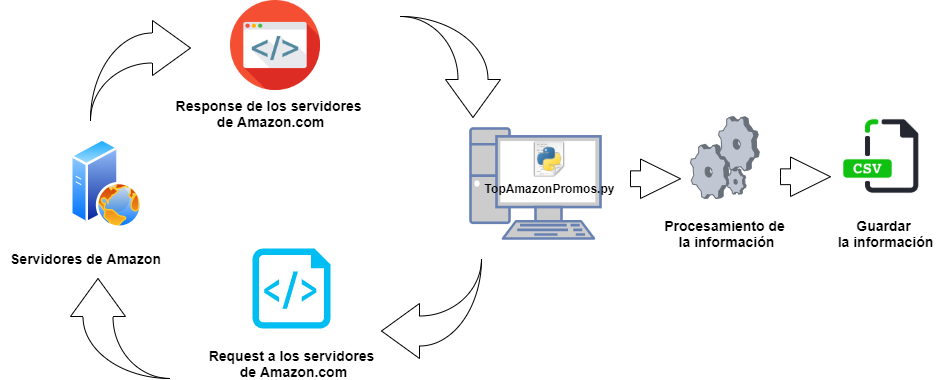 Response de los servidores
de Amazon.com
TopAmazonPromos.py
CSV
Procesamiento de
la información
Guardar
la información
Servidores de Amazon
Request a los servidores
de Amazon.com